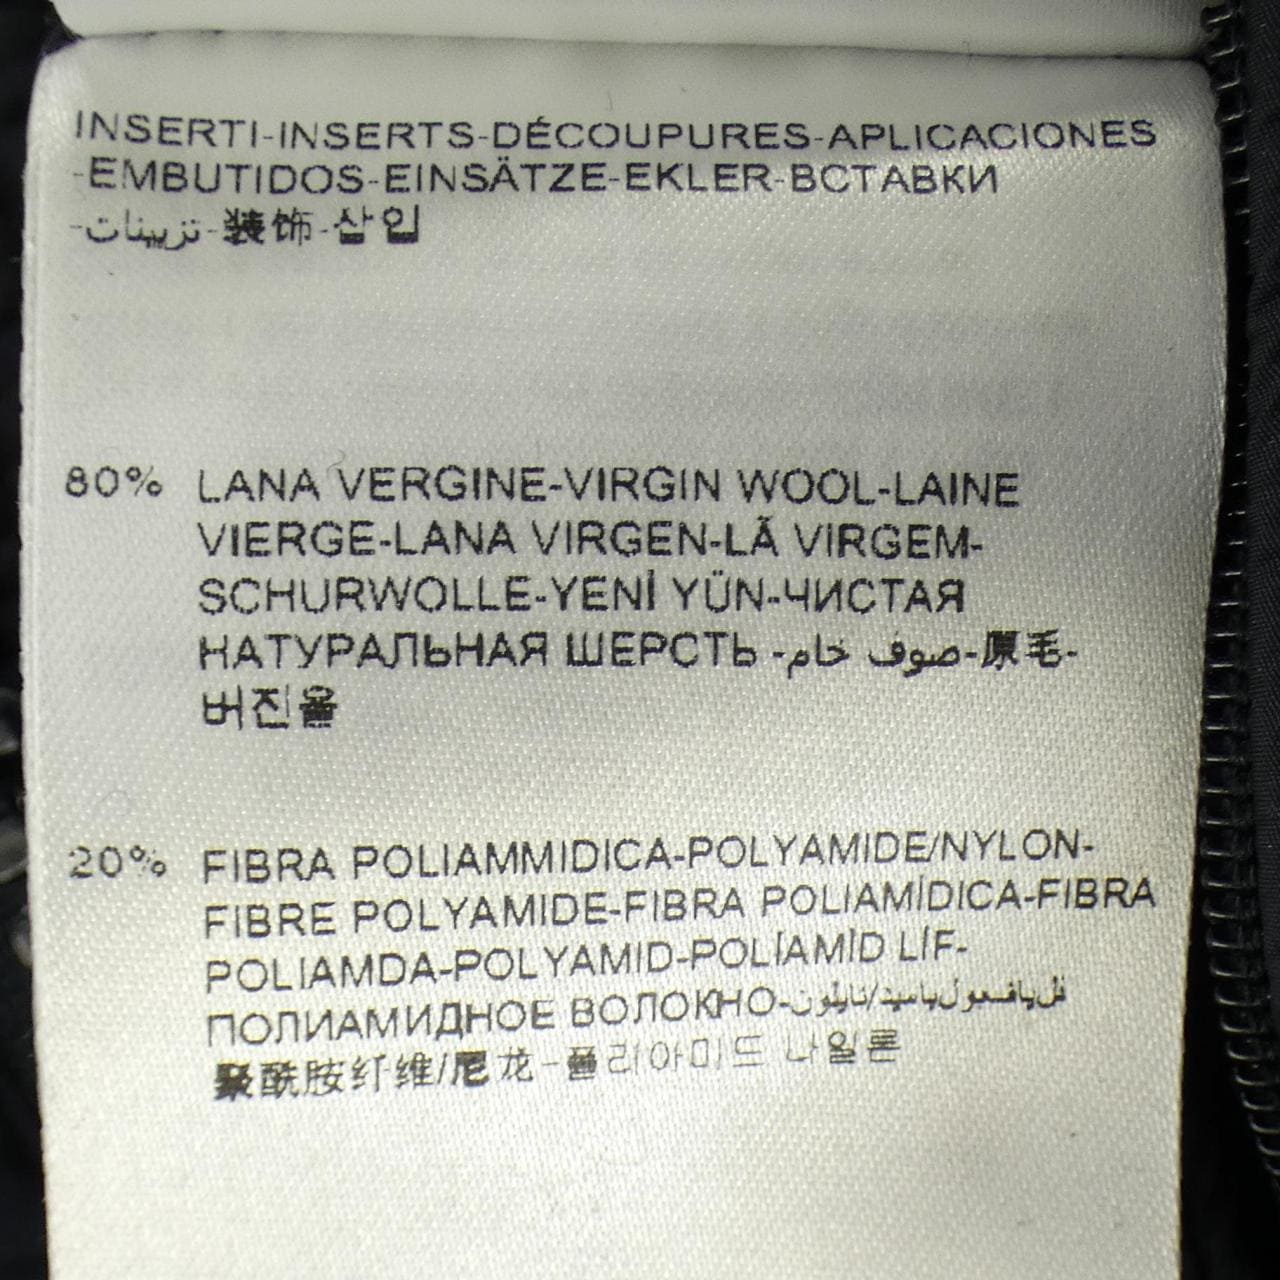 INSERTI-INSERTS-DÉCOUPURES-APLICACIONES
-EMBUTIDOS-EINSÄTZE-EKLER-ВСТАВКИ
-تزيينات-装饰-삽입
80% LANA VERGINE-VIRGIN WOOL-LAINE
VIERGE-LANA VIRGEN-LÃ VIRGEM-
SCHURWOLLE-YENİ YÜN-ЧИСТАЯ
НАТУРАЛЬНАЯ ШЕРСТЬ -صوف خام-原毛-
버진울
20% FIBRA POLIAMMIDICA-POLYAMIDE/NYLON-
FIBRE POLYAMIDE-FIBRA POLIAMÍDICA-FIBRA
POLIAMDA-POLYAMID-POLİAMİD LİF-
ПОЛИАМИДНОЕ ВОЛОКНО-
聚酰胺纤维/尼龙-폴리아미드 나일론